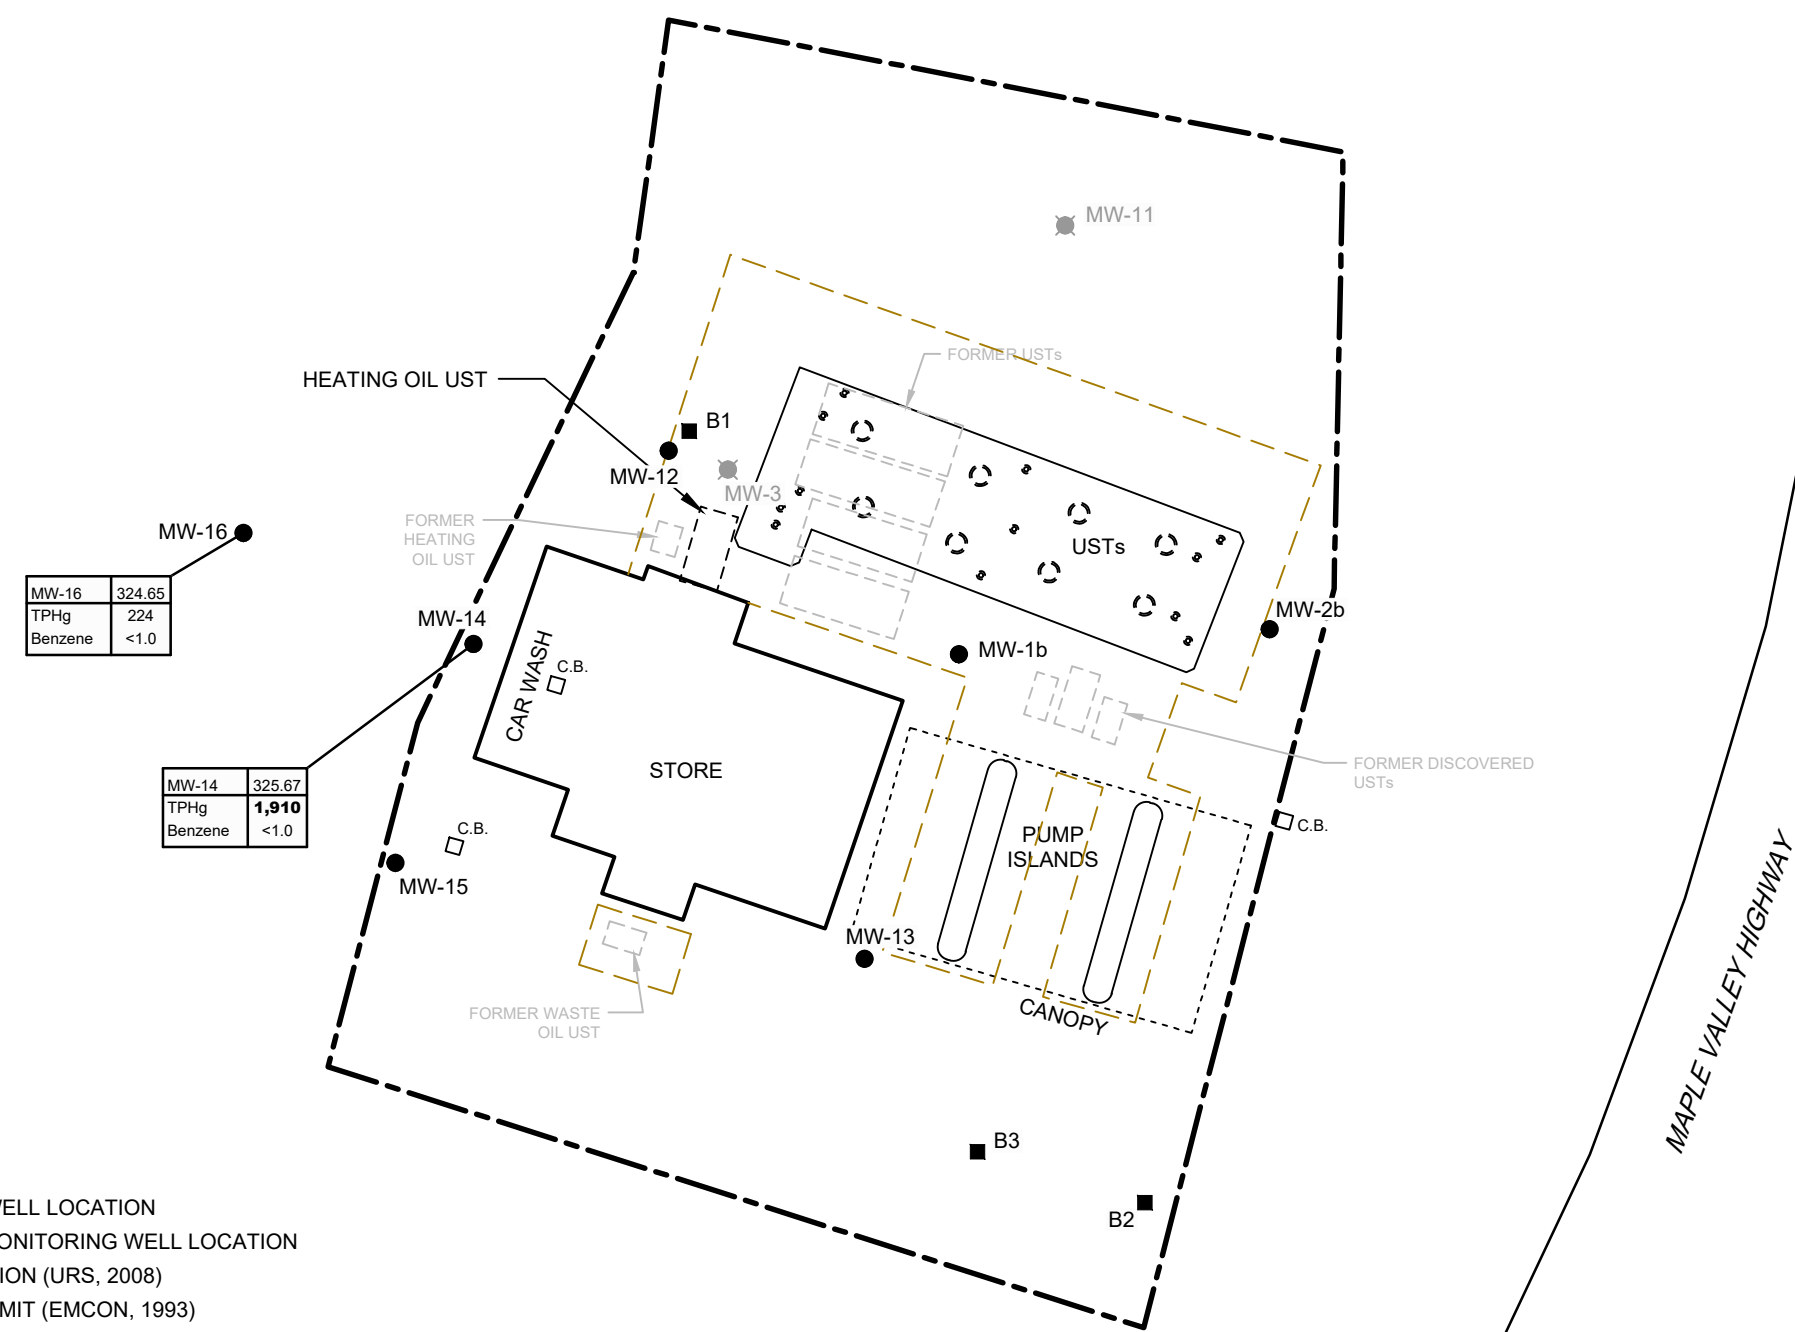 MW-11
FORMER USTs
HEATING OIL UST
B1
MW-12
MW-3
FORMER
HEATING
OIL UST
USTs
MW-16
MW-16 324.65
TPHg 224
Benzene <1.0
MW-14
MW-2b
MW-1b
CAR WASH
C.B.
STORE
FORMER DISCOVERED
USTs
MW-14 325.67
TPHg 1,910
Benzene <1.0
C.B.
C.B.
PUMP
ISLANDS
MW-15
MW-13
CANOPY
FORMER WASTE
OIL UST
MAPLE VALLEY HIGHWAY
B3
B2
WELL LOCATION
ONITORING WELL LOCATION
ION (URS, 2008)
MIT (EMCON, 1993)